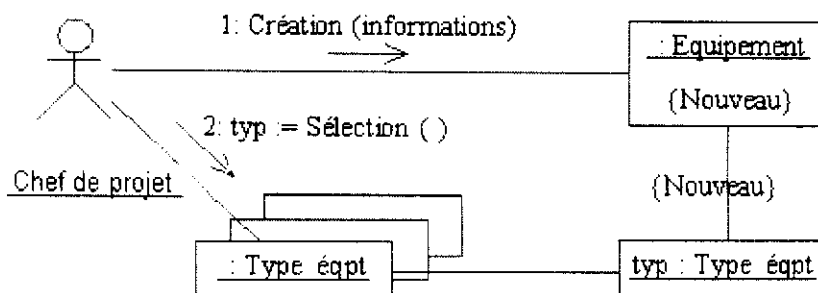 1: Création (informations)
: Equipement
{Nouveau}
2: typ := Sélection ( )
Chef de projet
{Nouveau}
: Type éqpt
typ : Type éqpt